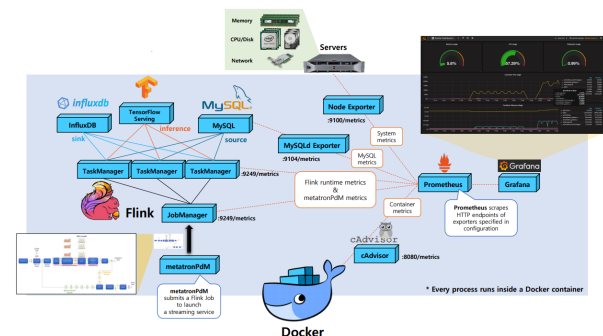 Memory
CPU/Disk
Network
Servers
influxdb
InfluxDB
sink
TensorFlow
Serving
inference
MySQL
MySQL
source
Node Exporter
:9100/metrics
System
metrics
MySQLd Exporter
:9104/metrics
MySQL
metrics
TaskManager
TaskManager
TaskManager
:9249/metrics
Flink runtime metrics
&
metatronPdM metrics
Flink
JobManager
:9249/metrics
Container
metrics
Prometheus
Grafana
Grafana
Prometheus scrapes
HTTP endpoints of
exporters specified in
configuration
cAdvisor
cAdvisor
:8080/metrics
metatronPdM
metatronPdM
submits a Flink Job
to launch
a streaming service
Docker
* Every process runs inside a Docker container